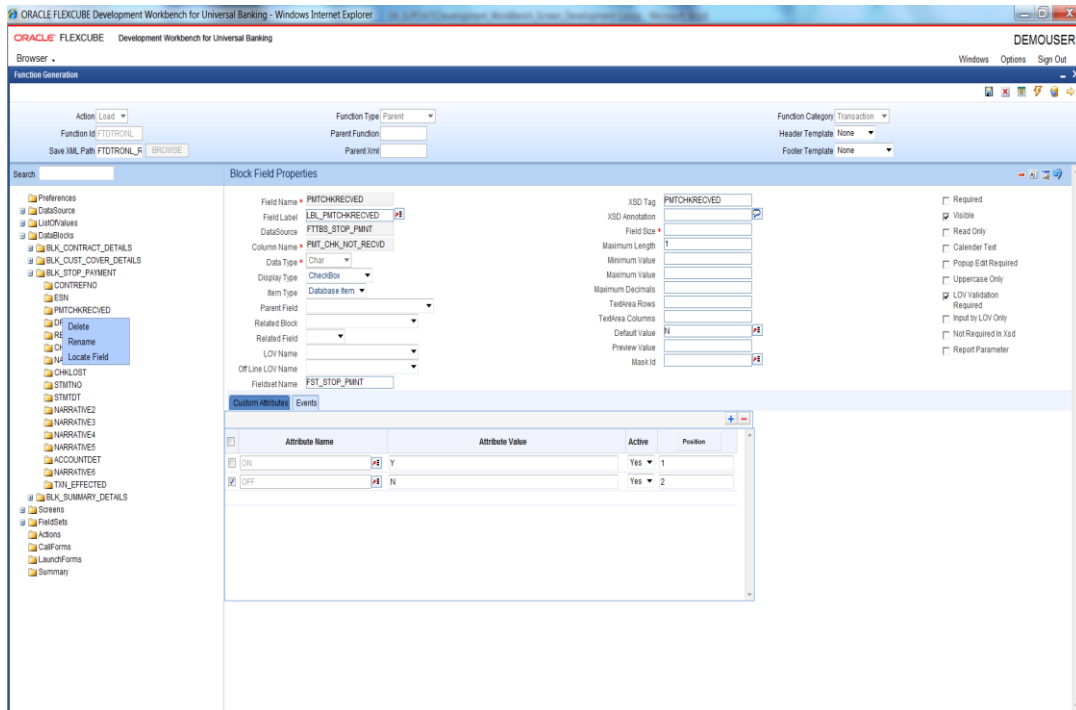 ORACLE FLEXCUBE Development Workbench for Universal Banking - Windows Internet Explorer
ORACLE FLEXCUBE Development Workbench for Universal Banking
DEMOUSER
Browser
Windows Options Sign Out
Function Generation
Action Load
Function Type Parent
Function Category Transaction
Function Id FTDTRONL
Parent Function
Header Template None
Save XML Path FTDTRONL_R BROWSE
Parent Xml
Footer Template None
Search
Preferences
DataSource
ListOfValues
DataBlocks
BLK_CONTRACT_DETAILS
BLK_CUST_COVER_DETAILS
BLK_STOP_PAYMENT
CONTREFNO
ESN
PMTCHKRECVED
Delete
Rename
Locate Field
CHKLOST
STMTNO
STMTDT
NARRATIVE2
NARRATIVE3
NARRATIVE4
NARRATIVE5
ACCOUNTDET
NARRATIVE6
TXN_EFFECTED
BLK_SUMMARY_DETAILS
Screens
FieldSets
Actions
CallForms
LaunchForms
Summary
Block Field Properties
Field Name * PMTCHKRECVED
Field Label LBL_PMTCHKRECVED
DataSource FTTBS_STOP_PMNT
Column Name * PMT_CHK_NOT_RECVD
Data Type * Char
Display Type CheckBox
Item Type Database Item
Parent Field
Related Block
Related Field
LOV Name
Off Line LOV Name
Fieldset Name FST_STOP_PMNT
XSD Tag PMTCHKRECVED
XSD Annotation
Field Size *
Maximum Length 1
Minimum Value
Maximum Value
Maximum Decimals
TextArea Rows
TextArea Columns
Default Value N
Preview Value
Mask Id
Required
Visible
Read Only
Calender Text
Popup Edit Required
Uppercase Only
LOV Validation
Required
Input by LOV Only
Not Required In Xsd
Report Parameter
Custom Attributes Events
Attribute Name Attribute Value Active Position
ON Y Yes 1
OFF N Yes 2